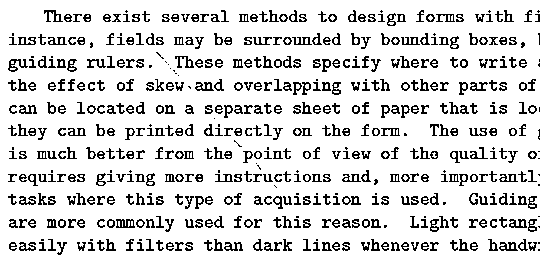 There exist several methods to design forms with
instance, fields may be surrounded by bounding boxes,
guiding rulers. These methods specify where to write
the effect of skew and overlapping with other parts of
can be located on a separate sheet of paper that is
they can be printed directly on the form. The use of
is much better from the point of view of the quality
requires giving more instructions and, more importantly
tasks where this type of acquisition is used. Guiding
are more commonly used for this reason. Light
easily with filters than dark lines whenever the